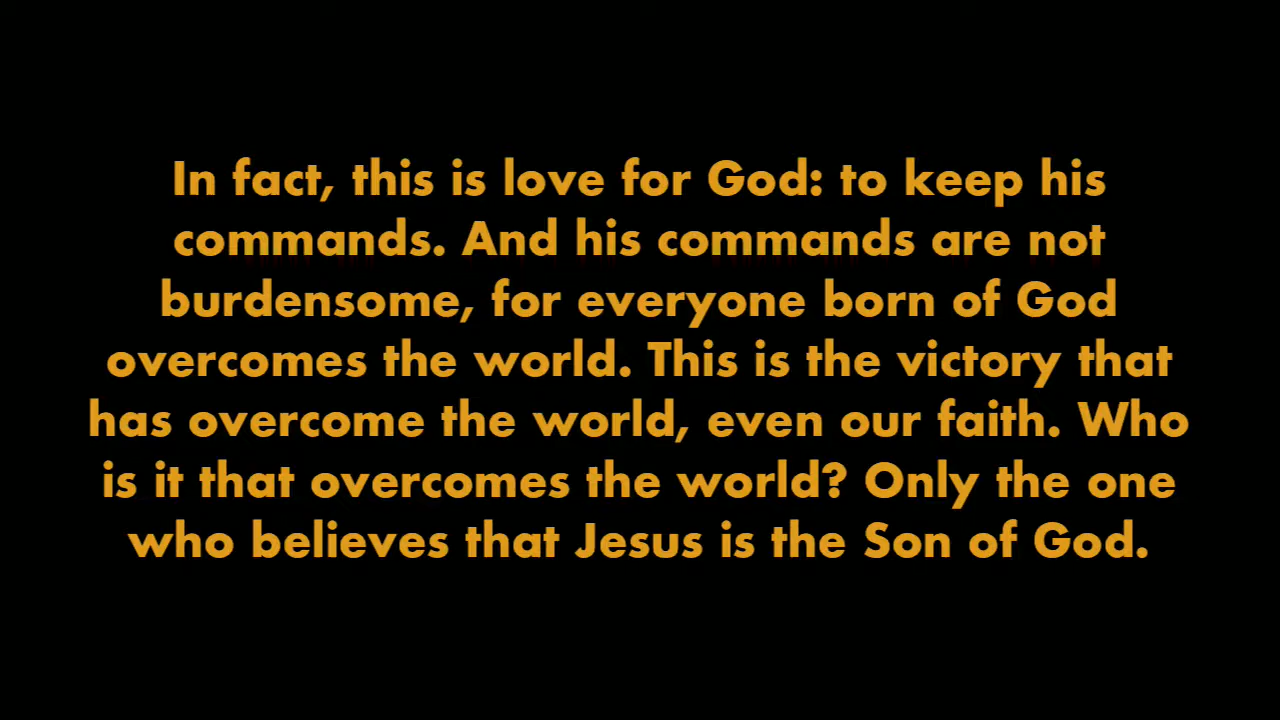 In fact, this is love for God: to keep his
commands. And his commands are not
burdensome, for everyone born of God
overcomes the world. This is the victory that
has overcome the world, even our faith. Who
is it that overcomes the world? Only the one
who believes that Jesus is the Son of God.